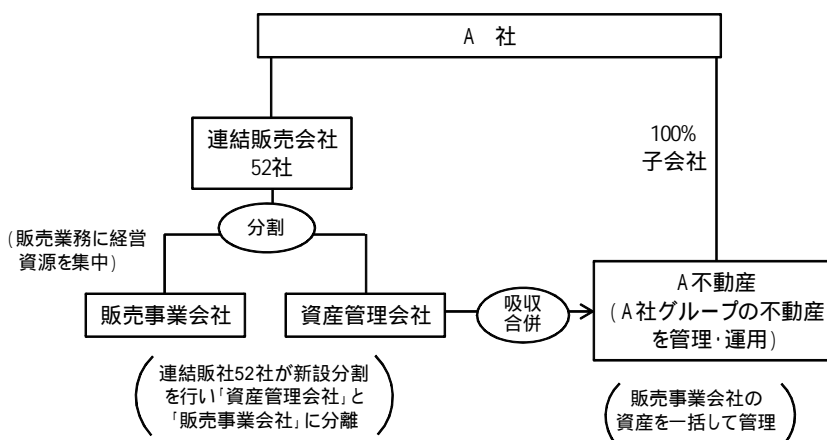 A 社
連結販売会社
52社
100%
子会社
分割
(販売業務に経営
資源を集中)
販売事業会社
資産管理会社
吸収
合併
A不動産
(A社グループの不動産
を管理・運用)
連結販社52社が新設分割
を行い「資産管理会社」と
「販売事業会社」に分離
販売事業会社の
資産を一括して管理